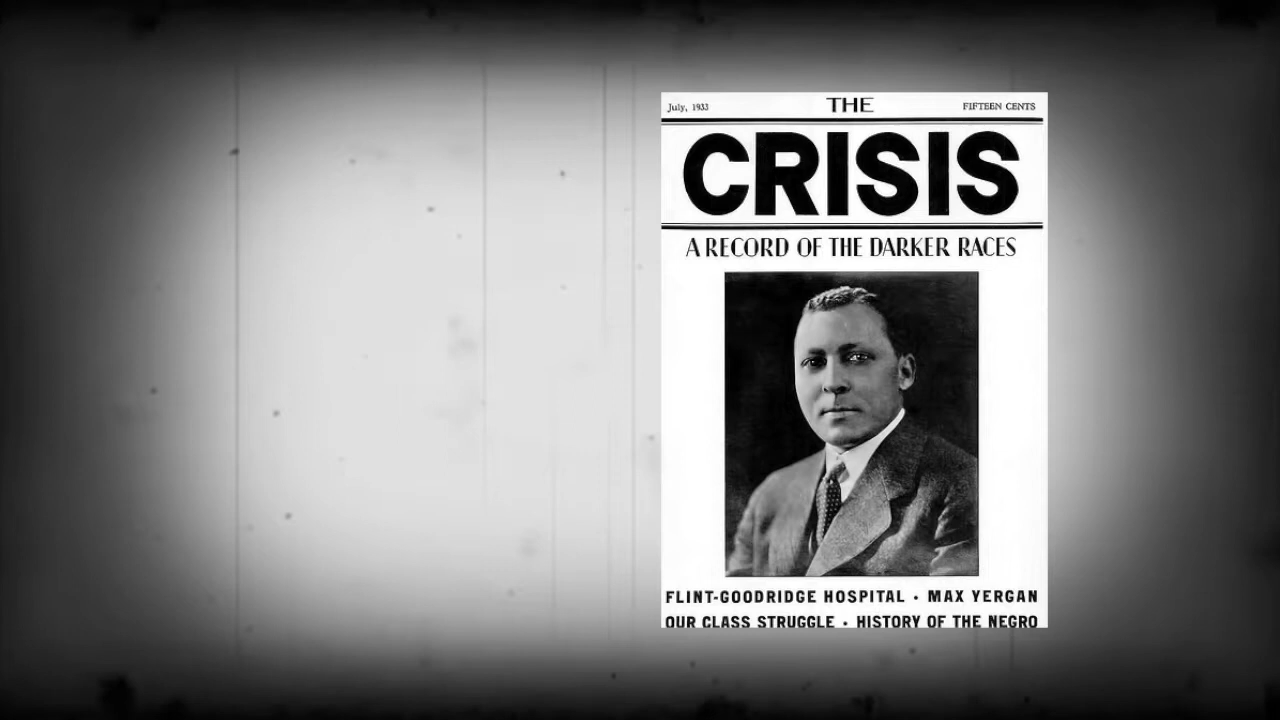 July, 1933 THE FIFTEEN CENTS
CRISIS
A RECORD OF THE DARKER RACES
FLINT-GOODRIDGE HOSPITAL · MAX YERGAN
OUR CLASS STRUGGLE · HISTORY OF THE NEGRO